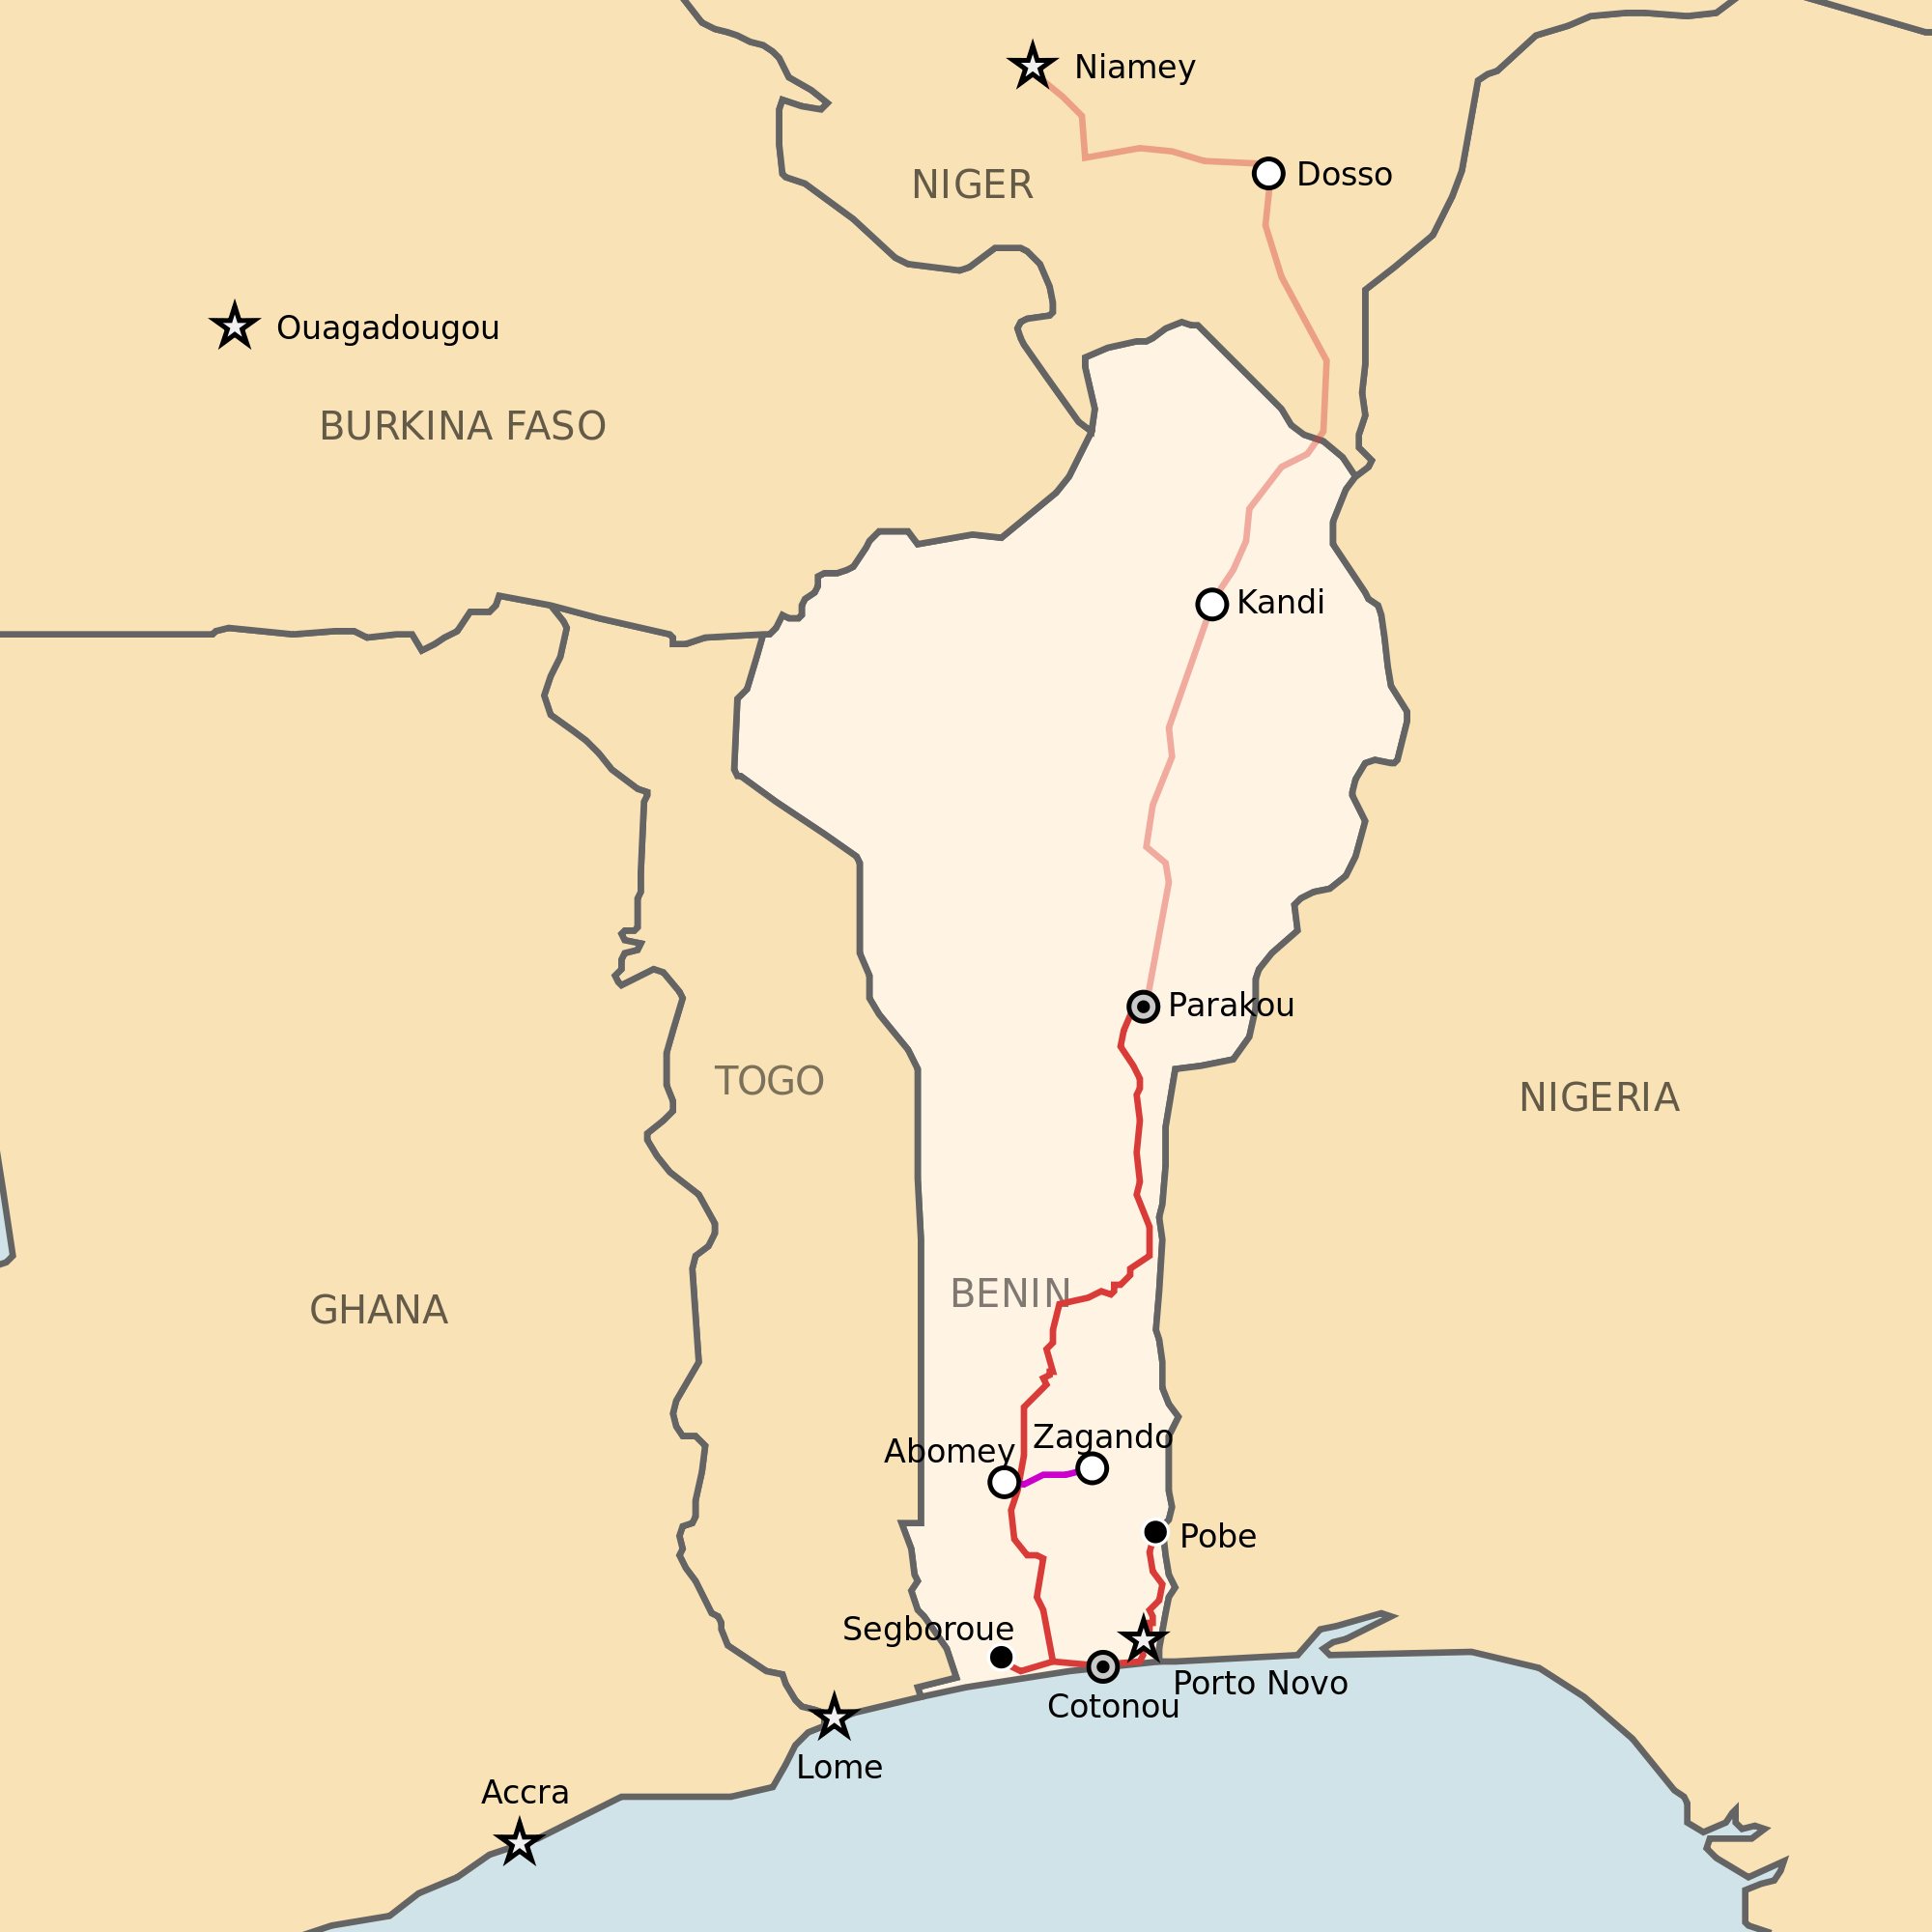 Niamey
Dosso
NIGER
Ouagadougou
BURKINA FASO
Kandi
Parakou
TOGO
NIGERIA
BENIN
GHANA
Zagando
Abomey
Pobe
Segboroue
Porto Novo
Cotonou
Lome
Accra